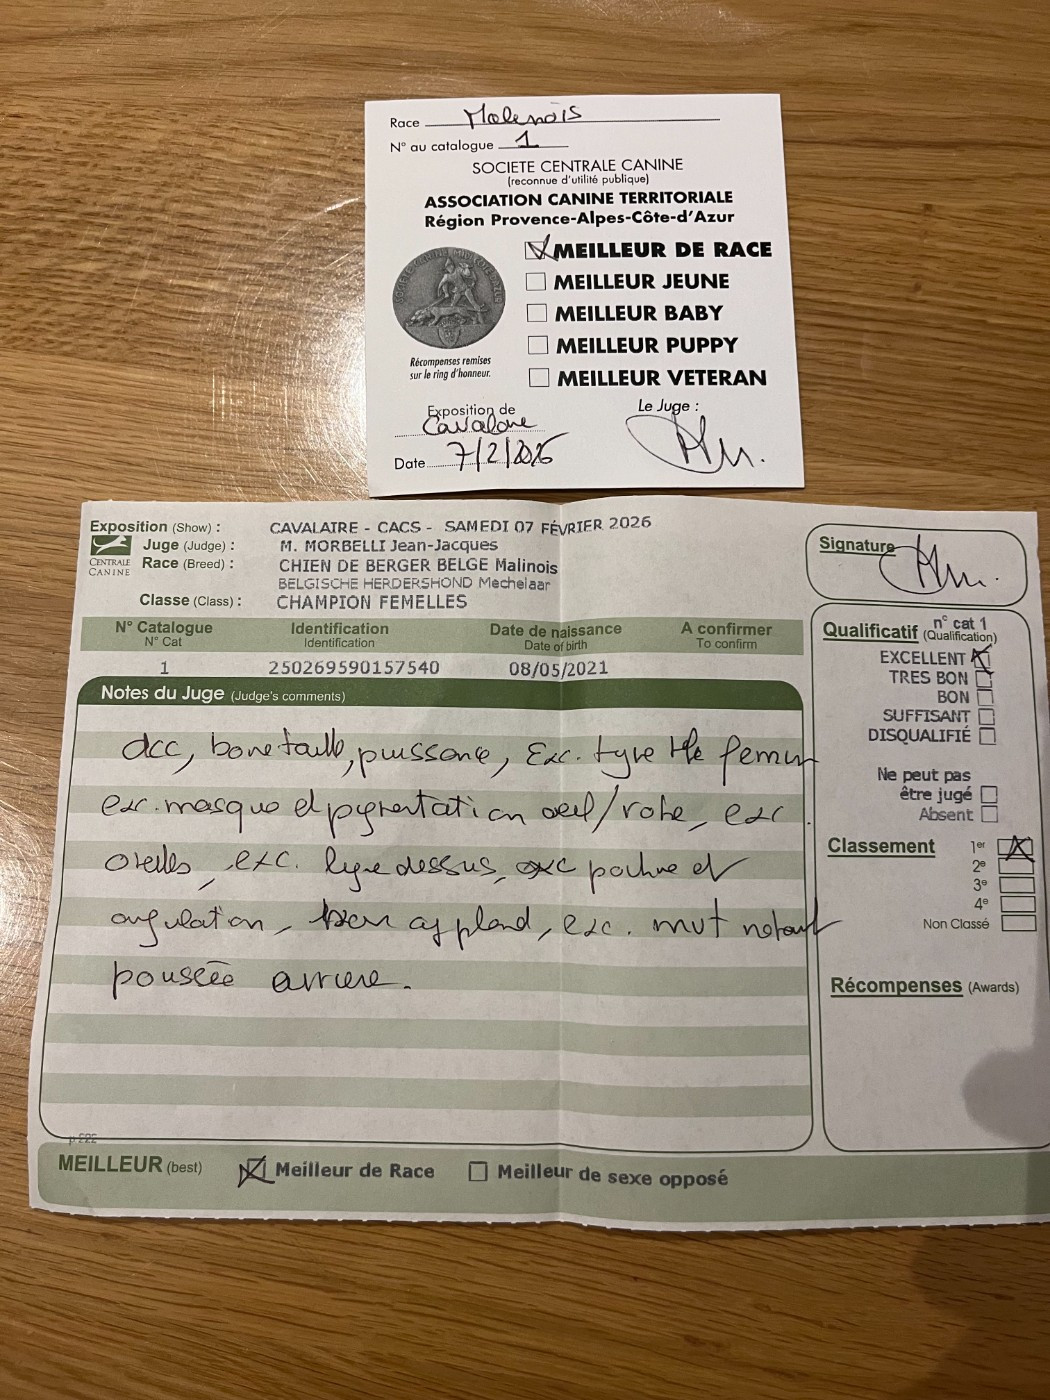 Race Malenois
N° au catalogue 1
SOCIETE CENTRALE CANINE
(reconnue d'utilité publique)
ASSOCIATION CANINE TERRITORIALE
Région Provence-Alpes-Côte-d'Azur
MEILLEUR DE RACE
MEILLEUR JEUNE
MEILLEUR BABY
MEILLEUR PUPPY
MEILLEUR VETERAN
Récompenses remises
sur le ring d'honneur.
Exposition de
Cavalaire
Date 7/2/2026
Le Juge :
Exposition (Show) : CAVALAIRE - CACS - SAMEDI 07 FÉVRIER 2026
Juge (Judge) : M. MORBELLI Jean-Jacques
Race (Breed) : CHIEN DE BERGER BELGE Malinois
BELGISCHE HERDERSHOND Mechelaar
Classe (Class) : CHAMPION FEMELLES
CENTRALE
CANINE
N° Catalogue Identification Date de naissance A confirmer
N° Cat Identification Date of birth To confirm
1 250269590157540 08/05/2021
Notes du Juge (Judge's comments)
dcc, bone taille, puissance, Exc. type tête femin
exc. masque et pigmentation oeil/robe, exc
oreilles, exc. ligne dessus, exc poitrine et
angulation, bon applomb, exc. mvt notant
poussée arriere.
MEILLEUR (best) Meilleur de Race Meilleur de sexe opposé
Signature
n° cat 1
Qualificatif (Qualification)
EXCELLENT
TRES BON
BON
SUFFISANT
DISQUALIFIÉ
Ne peut pas
être jugé
Absent
Classement 1er
2e
3e
4e
Non Classé
Récompenses (Awards)